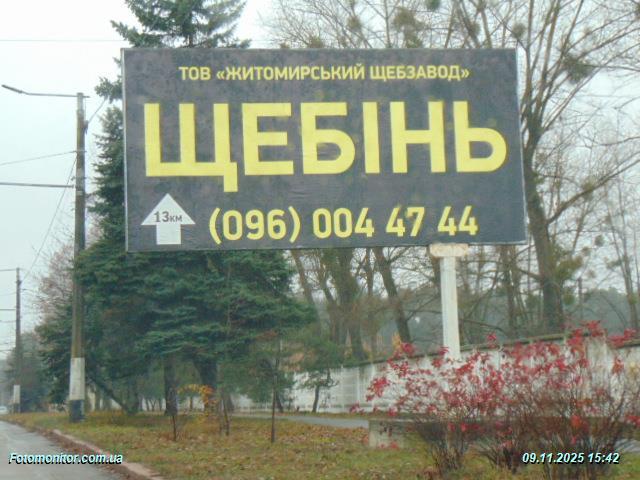 ТОВ «ЖИТОМИРСЬКИЙ ЩЕБЗАВОД»
ЩЕБІНЬ
13км
(096) 004 47 44
Fotomonitor.com.ua
09.11.2025 15:42